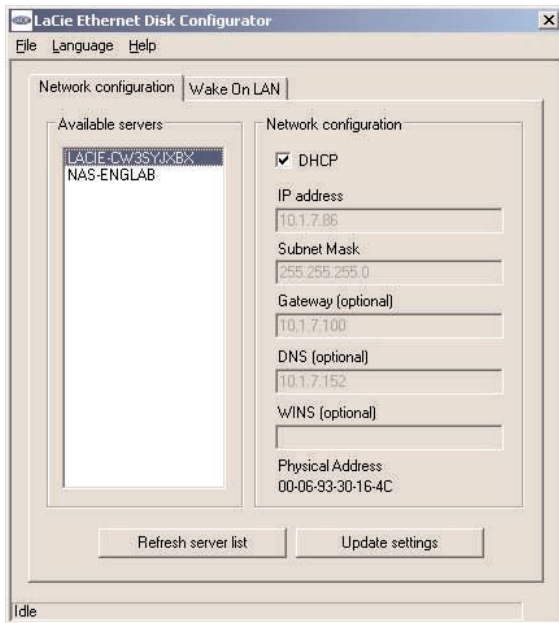 LaCie Ethernet Disk Configurator
File Language Help
Network configuration Wake On LAN
Available servers
LACIE-CW3SYJXBX
NAS-ENGLAB
Network configuration
DHCP
IP address
10.1.7.86
Subnet Mask
255.255.255.0
Gateway (optional)
10.1.7.100
DNS (optional)
10.1.7.152
WINS (optional)
Physical Address
00-06-93-30-16-4C
Refresh server list Update settings
Idle